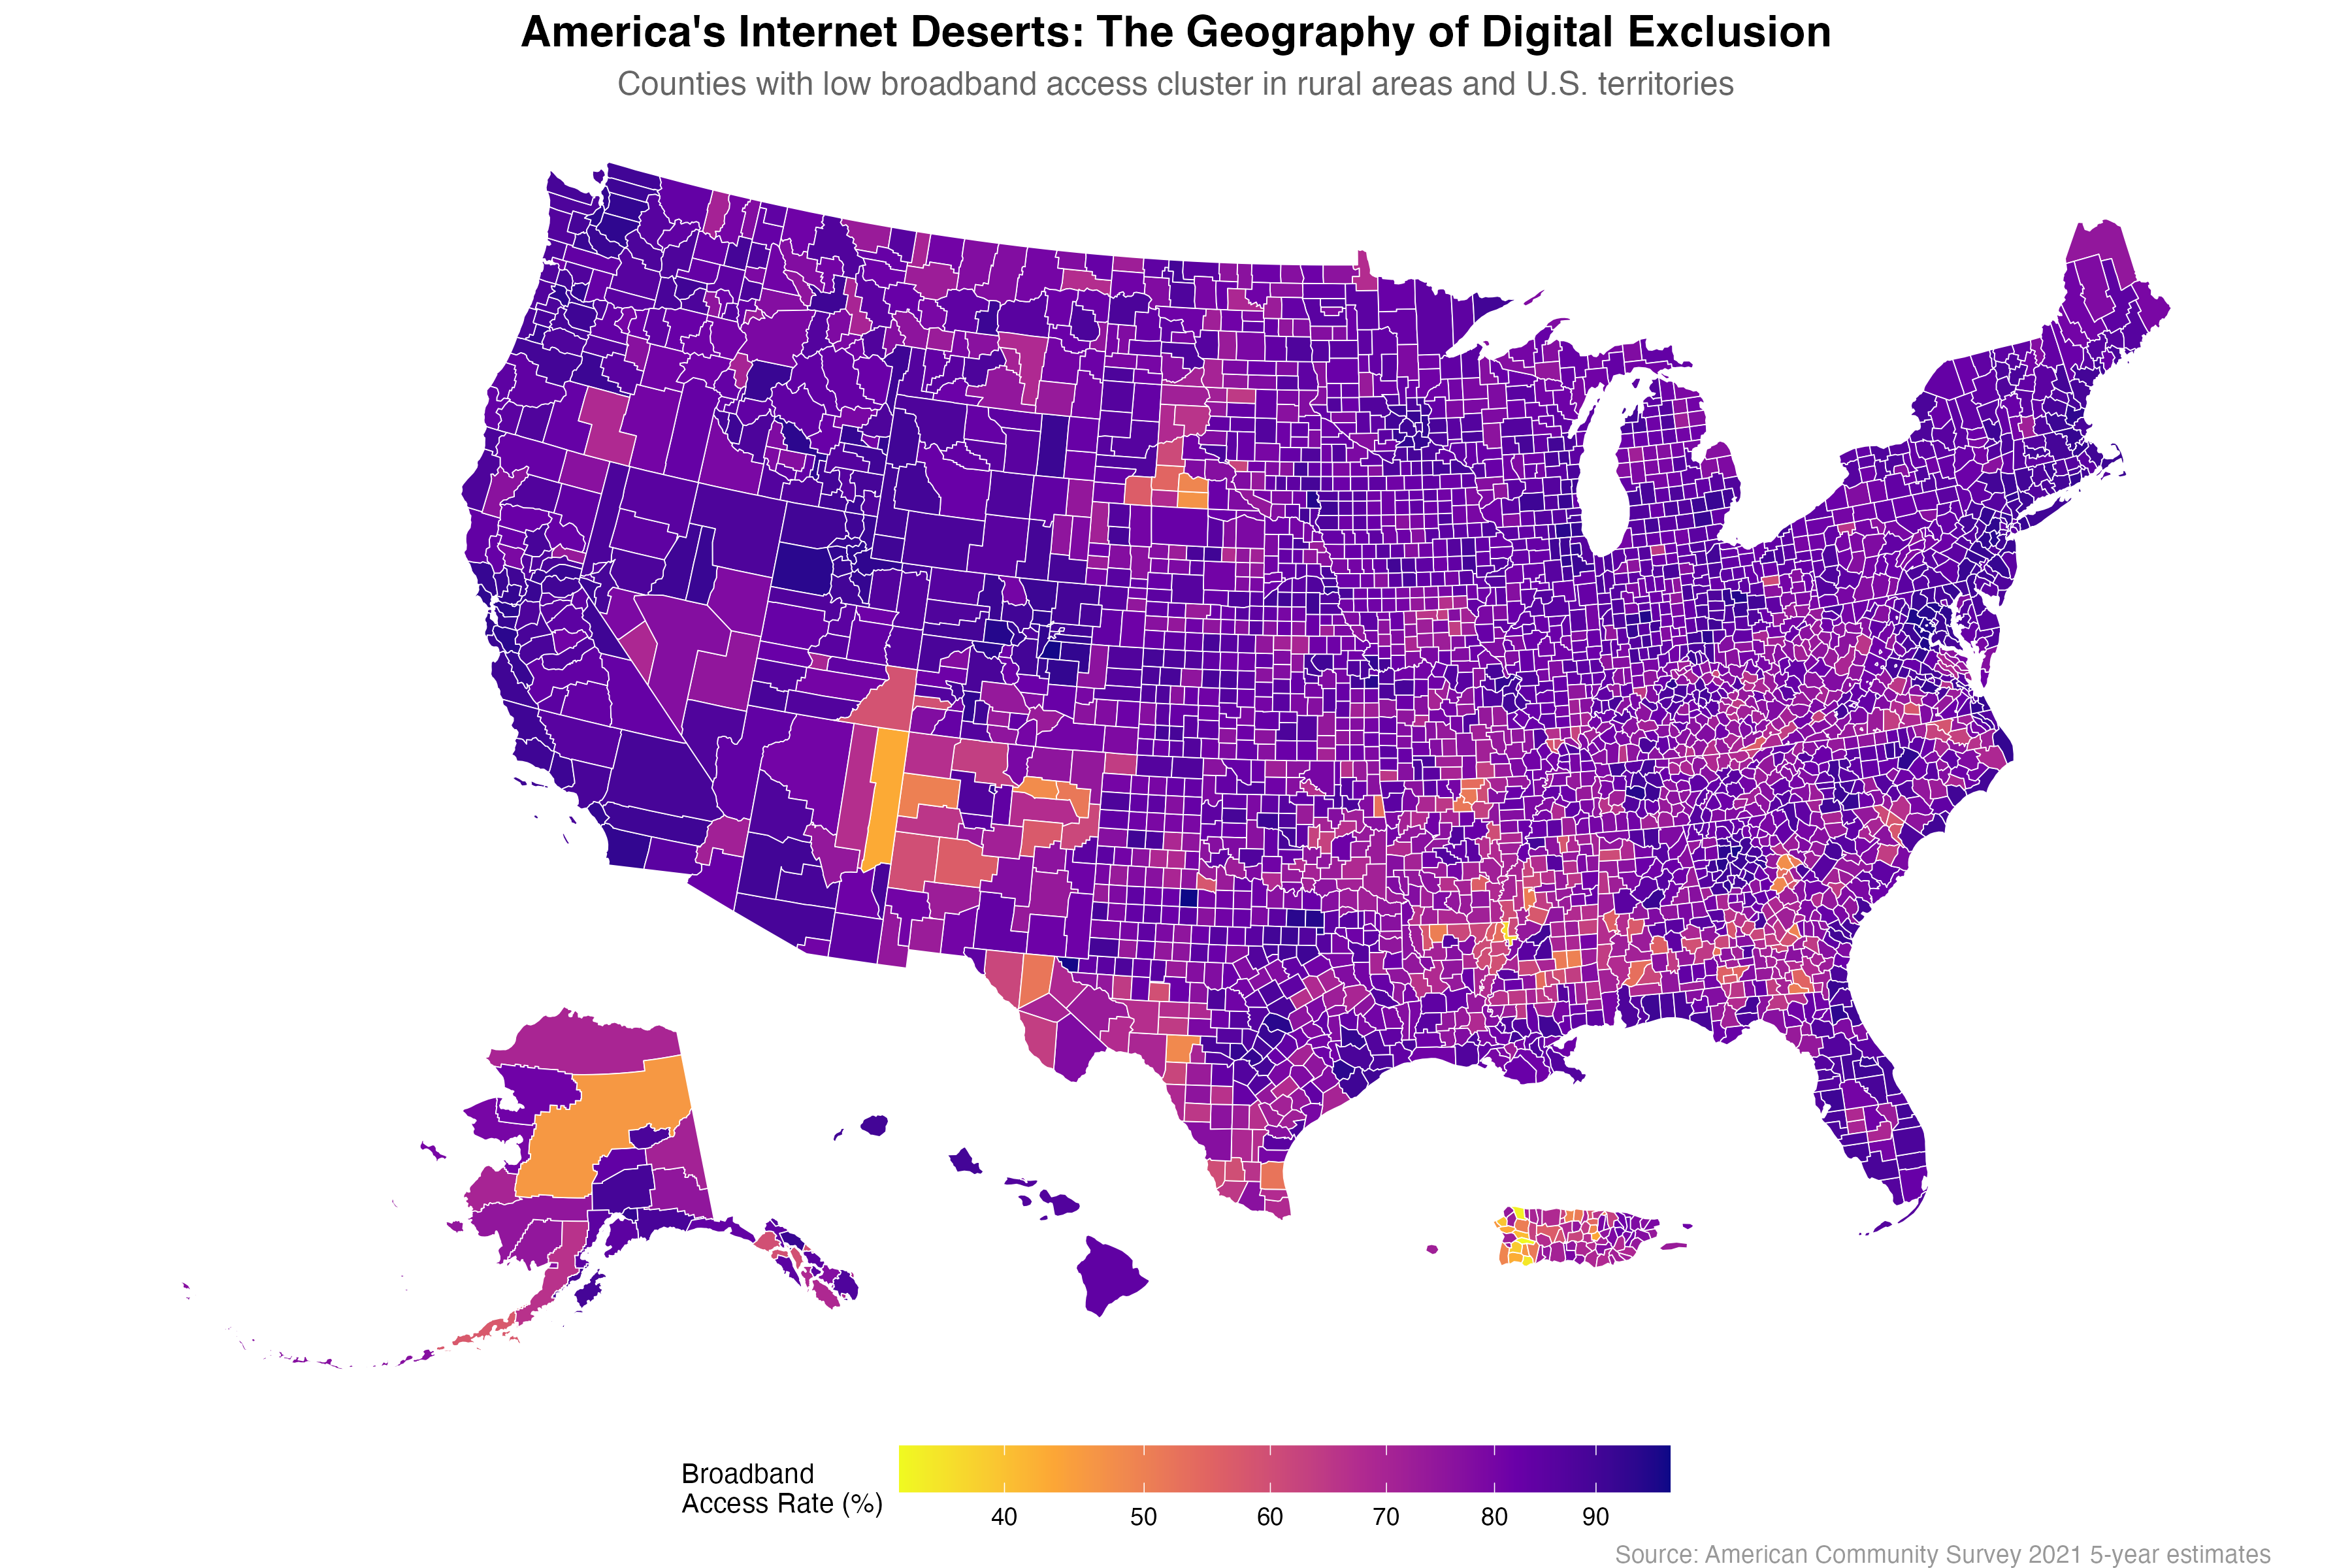 America's Internet Deserts: The Geography of Digital Exclusion
Counties with low broadband access cluster in rural areas and U.S. territories
Broadband
Access Rate (%)
40 50 60 70 80 90
Source: American Community Survey 2021 5-year estimates